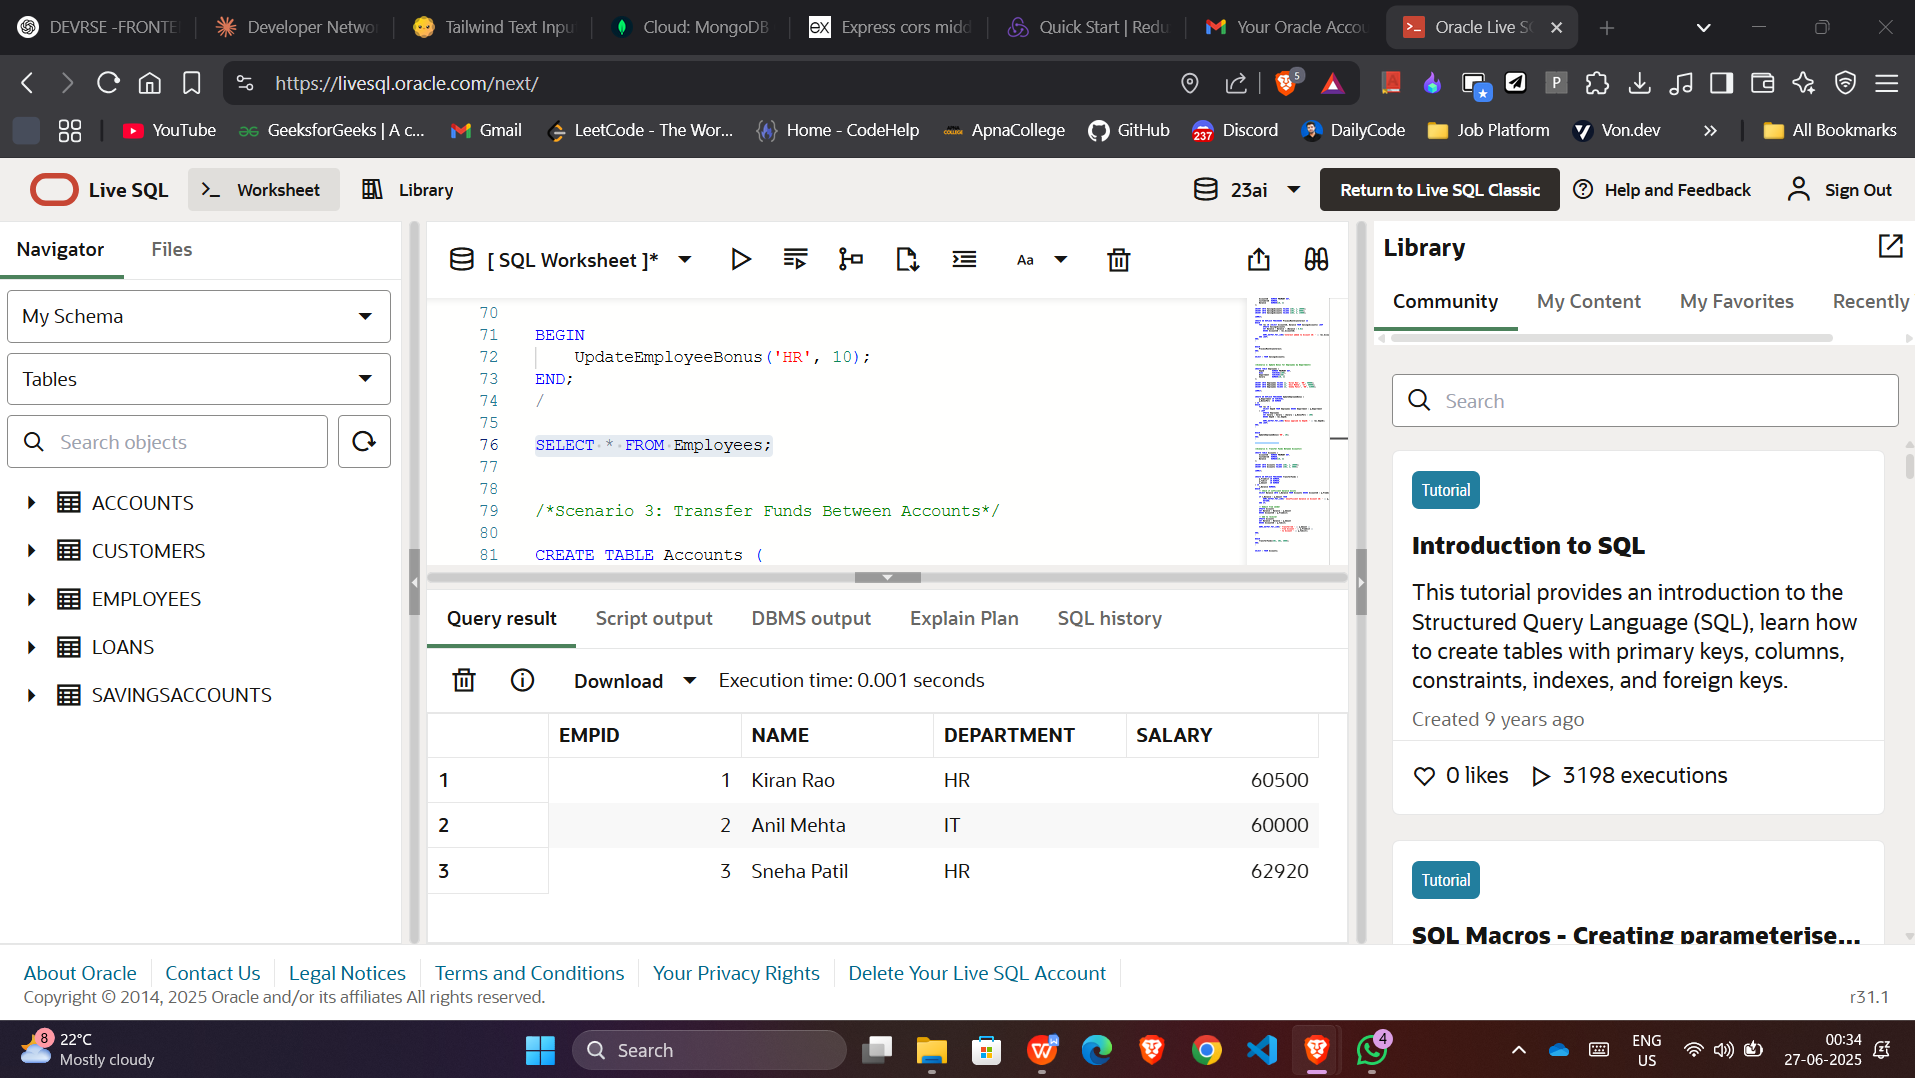 DEVRSE -FRONTE
Developer Netwo
Tailwind Text Inpu
Cloud: MongoDB
ex
Express cors midd
Quick Start | Redu
Your Oracle Acco
Oracle Live S
https://livesql.oracle.com/next/
5
P
YouTube
GeeksforGeeks | A c...
Gmail
LeetCode - The Wor...
Home - CodeHelp
ApnaCollege
GitHub
237
Discord
DailyCode
Job Platform
Von.dev
All Bookmarks
Live SQL
Worksheet
Library
23ai
Return to Live SQL Classic
Help and Feedback
Sign Out
Navigator
Files
My Schema
Tables
Search objects
ACCOUNTS
CUSTOMERS
EMPLOYEES
LOANS
SAVINGSACCOUNTS
[ SQL Worksheet ]*
Aa
70
71 BEGIN
72 UpdateEmployeeBonus('HR', 10);
73 END;
74 /
75
76 SELECT * FROM Employees;
77
78
79 /*Scenario 3: Transfer Funds Between Accounts*/
80
81 CREATE TABLE Accounts (
Query result
Script output
DBMS output
Explain Plan
SQL history
Download
Execution time: 0.001 seconds
EMPID NAME DEPARTMENT SALARY
1 1 Kiran Rao HR 60500
2 2 Anil Mehta IT 60000
3 3 Sneha Patil HR 62920
Library
Community
My Content
My Favorites
Recently
Search
Tutorial
Introduction to SQL
This tutorial provides an introduction to the
Structured Query Language (SQL), learn how
to create tables with primary keys, columns,
constraints, indexes, and foreign keys.
Created 9 years ago
0 likes
3198 executions
Tutorial
SQL Macros - Creating parameterise...
About Oracle
Contact Us
Legal Notices
Terms and Conditions
Your Privacy Rights
Delete Your Live SQL Account
Copyright © 2014, 2025 Oracle and/or its affiliates All rights reserved.
r31.1
8
22°C
Mostly cloudy
Search
4
ENG
US
00:34
27-06-2025